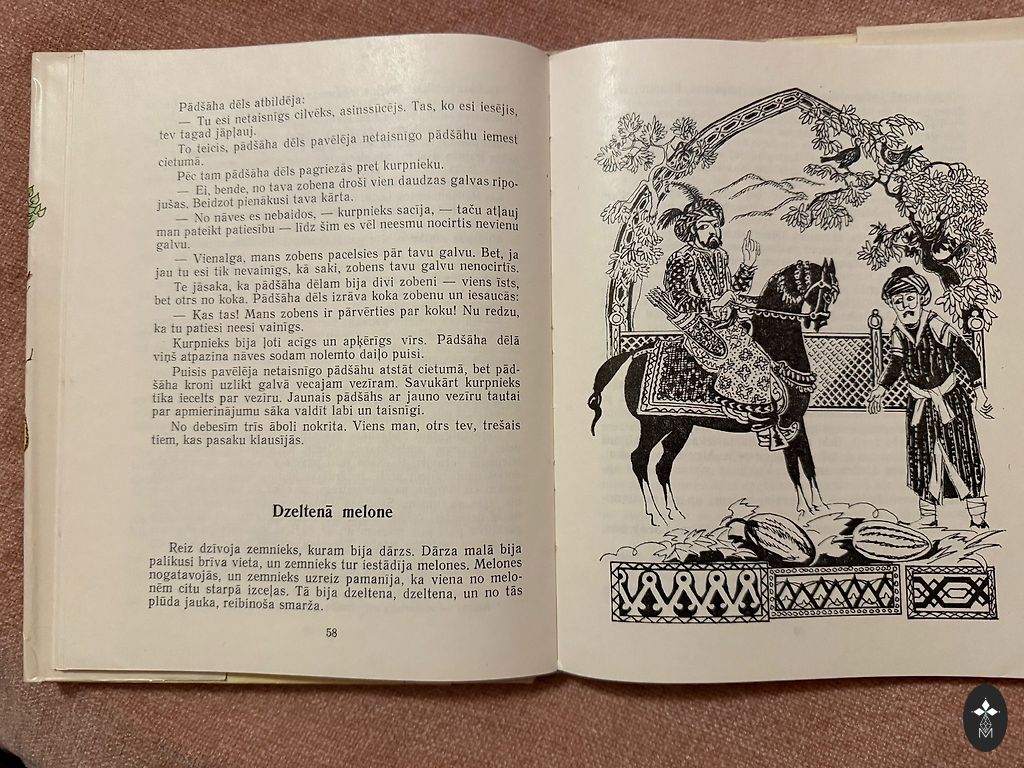 Pādšāha dēls atbildēja:
— Tu esi netaisnīgs cilvēks, asinssūcējs. Tas, ko esi iesējis,
tev tagad jāpļauj.
To teicis, pādšāha dēls pavēlēja netaisnīgo pādšāhu iemest
cietumā.
Pēc tam pādšāha dēls pagriezās pret kurpnieku.
— Ei, bende, no tava zobena droši vien daudzas galvas ripo-
jušas. Beidzot pienākusi tava kārta.
— No nāves es nebaidos, — kurpnieks sacīja, — taču atļauj
man pateikt patiesību — līdz šim es vēl neesmu nocirtis nevienu
galvu.
— Vienalga, mans zobens pacelsies pār tavu galvu. Bet, ja
jau tu esi tik nevainīgs, kā saki, zobens tavu galvu nenocirtīs.
Te jāsaka, ka pādšāha dēlam bija divi zobeni — viens īsts,
bet otrs no koka. Pādšāha dēls izrāva koka zobenu un iesaucās:
— Kas tas! Mans zobens ir pārvērties par koku! Nu redzu,
ka tu patiesi neesi vainīgs.
Kurpnieks bija ļoti acīgs un apķērīgs vīrs. Pādšāha dēlā
viņš atpazina nāves sodam nolemto daiļo puisi.
Puisis pavēlēja netaisnīgo pādšāhu atstāt cietumā, bet pād-
šāha kroni uzlikt galvā vecajam vezīram. Savukārt kurpnieks
tika iecelts par vezīru. Jaunais pādšāhs ar jauno vezīru tautai
par apmierinājumu sāka valdīt labi un taisnīgi.
No debesīm trīs āboli nokrita. Viens man, otrs tev, trešais
tiem, kas pasaku klausījās.
Dzeltenā melone
Reiz dzīvoja zemnieks, kuram bija dārzs. Dārza malā bija
palikusi brīva vieta, un zemnieks tur iestādīja melones. Melones
nogatavojās, un zemnieks uzreiz pamanīja, ka viena no melo-
nēm citu starpā izceļas. Tā bija dzeltena, dzeltena, un no tās
plūda jauka, reibinoša smarža.
58
M